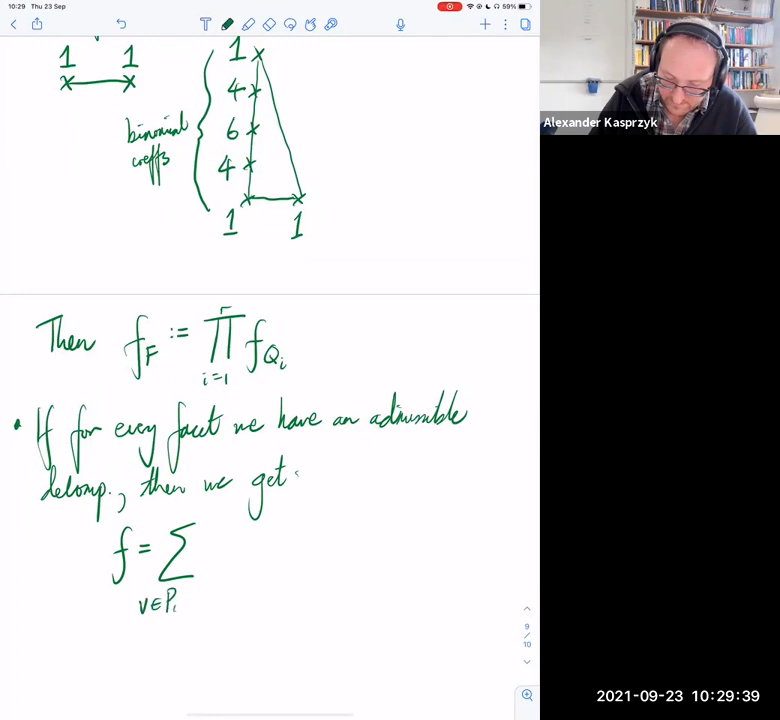 10:29 Thu 23 Sep
59%
1 1
1
4
binomial 6
coeffs 4
1 1
Then f_F := ∏_{i=1}^{r} f_{Q_i}
• If for every facet we have an admissible
decomp., then we get
f = ∑_{v∈P
Alexander Kasprzyk
9
/
10
2021-09-23 10:29:39